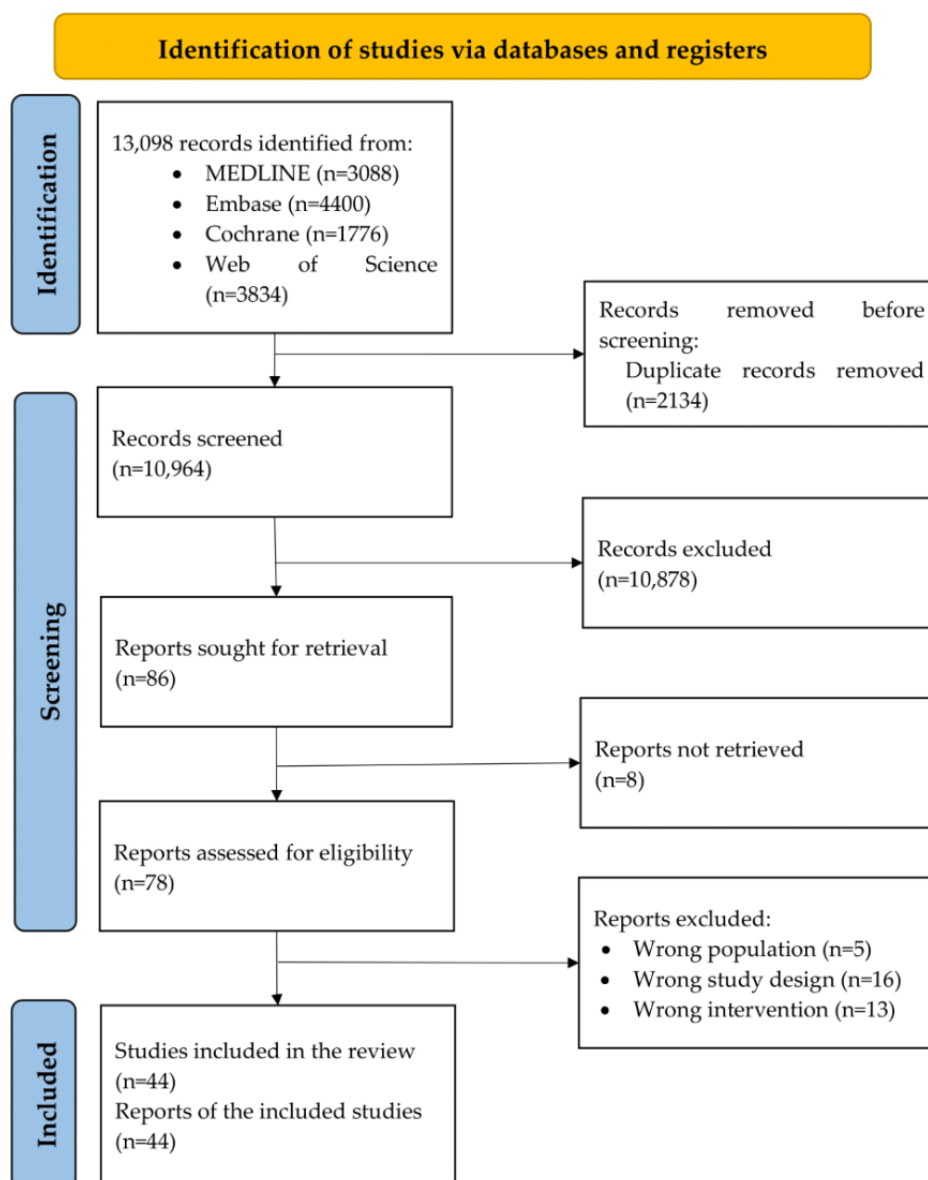 Identification of studies via databases and registers
Identification
13,098 records identified from:
• MEDLINE (n=3088)
• Embase (n=4400)
• Cochrane (n=1776)
• Web of Science
(n=3834)
Records removed before
screening:
Duplicate records removed
(n=2134)
Screening
Records screened
(n=10,964)
Records excluded
(n=10,878)
Reports sought for retrieval
(n=86)
Reports not retrieved
(n=8)
Reports assessed for eligibility
(n=78)
Reports excluded:
• Wrong population (n=5)
• Wrong study design (n=16)
• Wrong intervention (n=13)
Included
Studies included in the review
(n=44)
Reports of the included studies
(n=44)